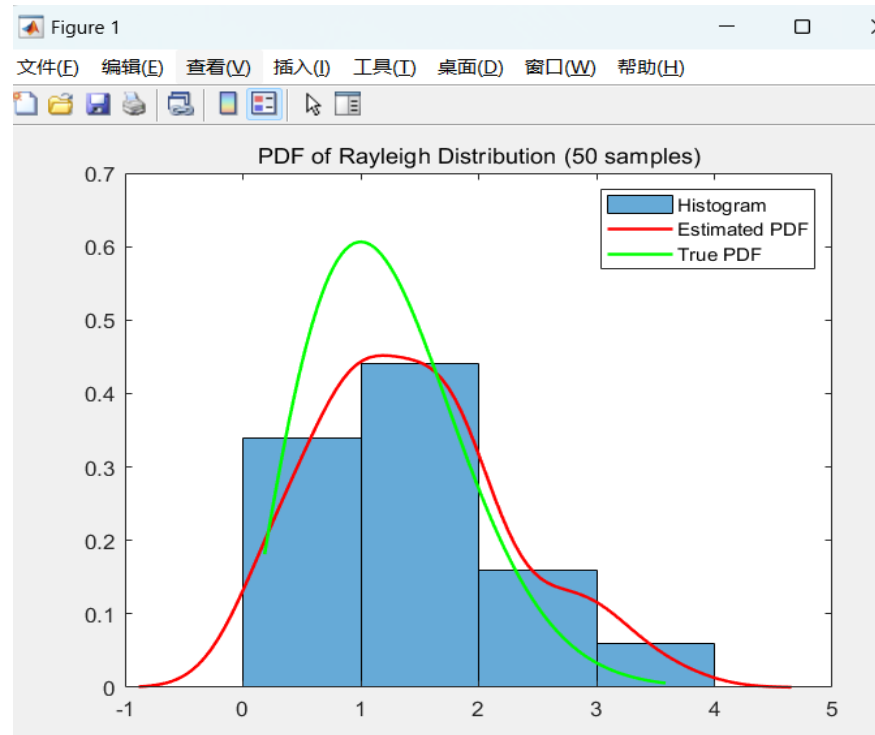 Figure 1
文件(F) 编辑(E) 查看(V) 插入(I) 工具(T) 桌面(D) 窗口(W) 帮助(H)
PDF of Rayleigh Distribution (50 samples)
Histogram
Estimated PDF
True PDF
0.7
0.6
0.5
0.4
0.3
0.2
0.1
0
-1 0 1 2 3 4 5